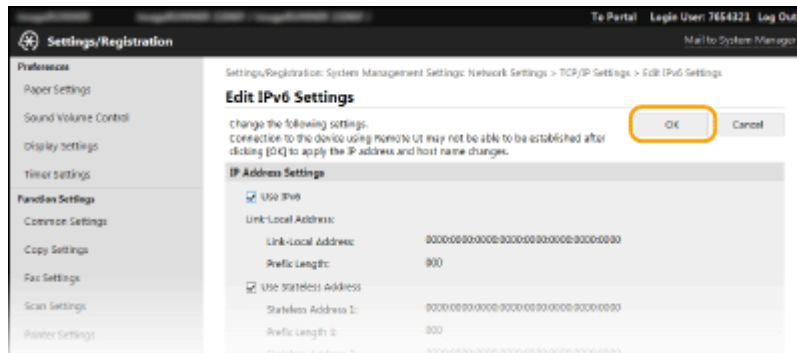 To Portal Login User: 7654321 Log Out
Settings/Registration
Mail to System Manager
Preferences
Paper Settings
Sound Volume Control
Display Settings
Timer Settings
Function Settings
Common Settings
Copy Settings
Fax Settings
Scan Settings
Printer Settings
Settings/Registration: System Management Settings: Network Settings > TCP/IP Settings > Edit IPv6 Settings
Edit IPv6 Settings
Change the following settings.
Connection to the device using Remote UI may not be able to be established after
clicking [OK] to apply the IP address and host name changes.
OK
Cancel
IP Address Settings
Use IPv6
Link-Local Address:
Link-Local Address: 0000:0000:0000:0000:0000:0000:0000:0000
Prefix Length: 000
Use Stateless Address
Stateless Address 1: 0000:0000:0000:0000:0000:0000:0000:0000
Prefix Length 1: 000